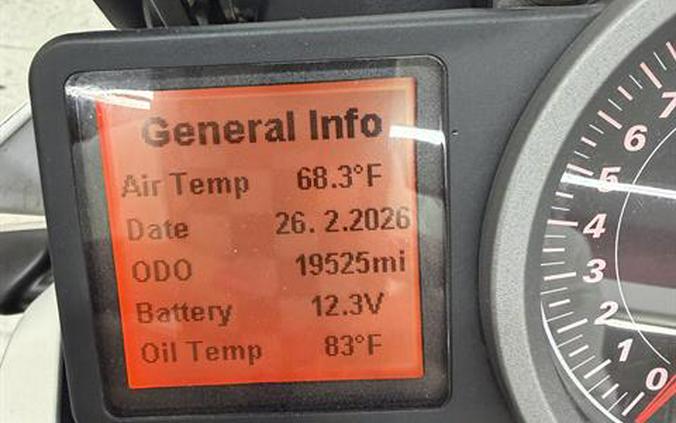 General Info
Air Temp 68.3°F
Date 26. 2.2026
ODO 19525mi
Battery 12.3V
Oil Temp 83°F
7
6
5
4
3
2
1
0